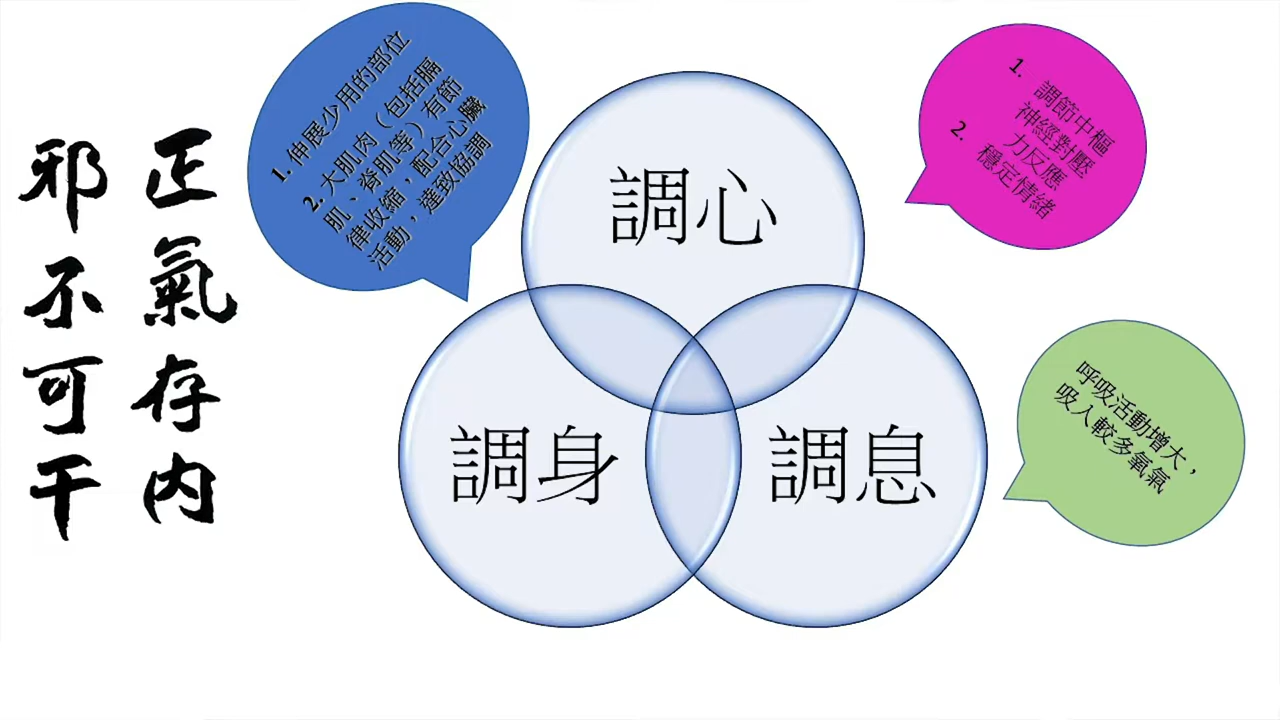 正氣存内
邪不可干
1. 伸展少用的部位
2. 大肌肉（包括膈
肌、脊肌等）有節
律收縮，配合心臟
活動，達致協調
調心
調身
調息
1. 調節中樞
神經對壓
力反應
2. 穩定情緒
呼吸活動增大，
吸入較多氧氣